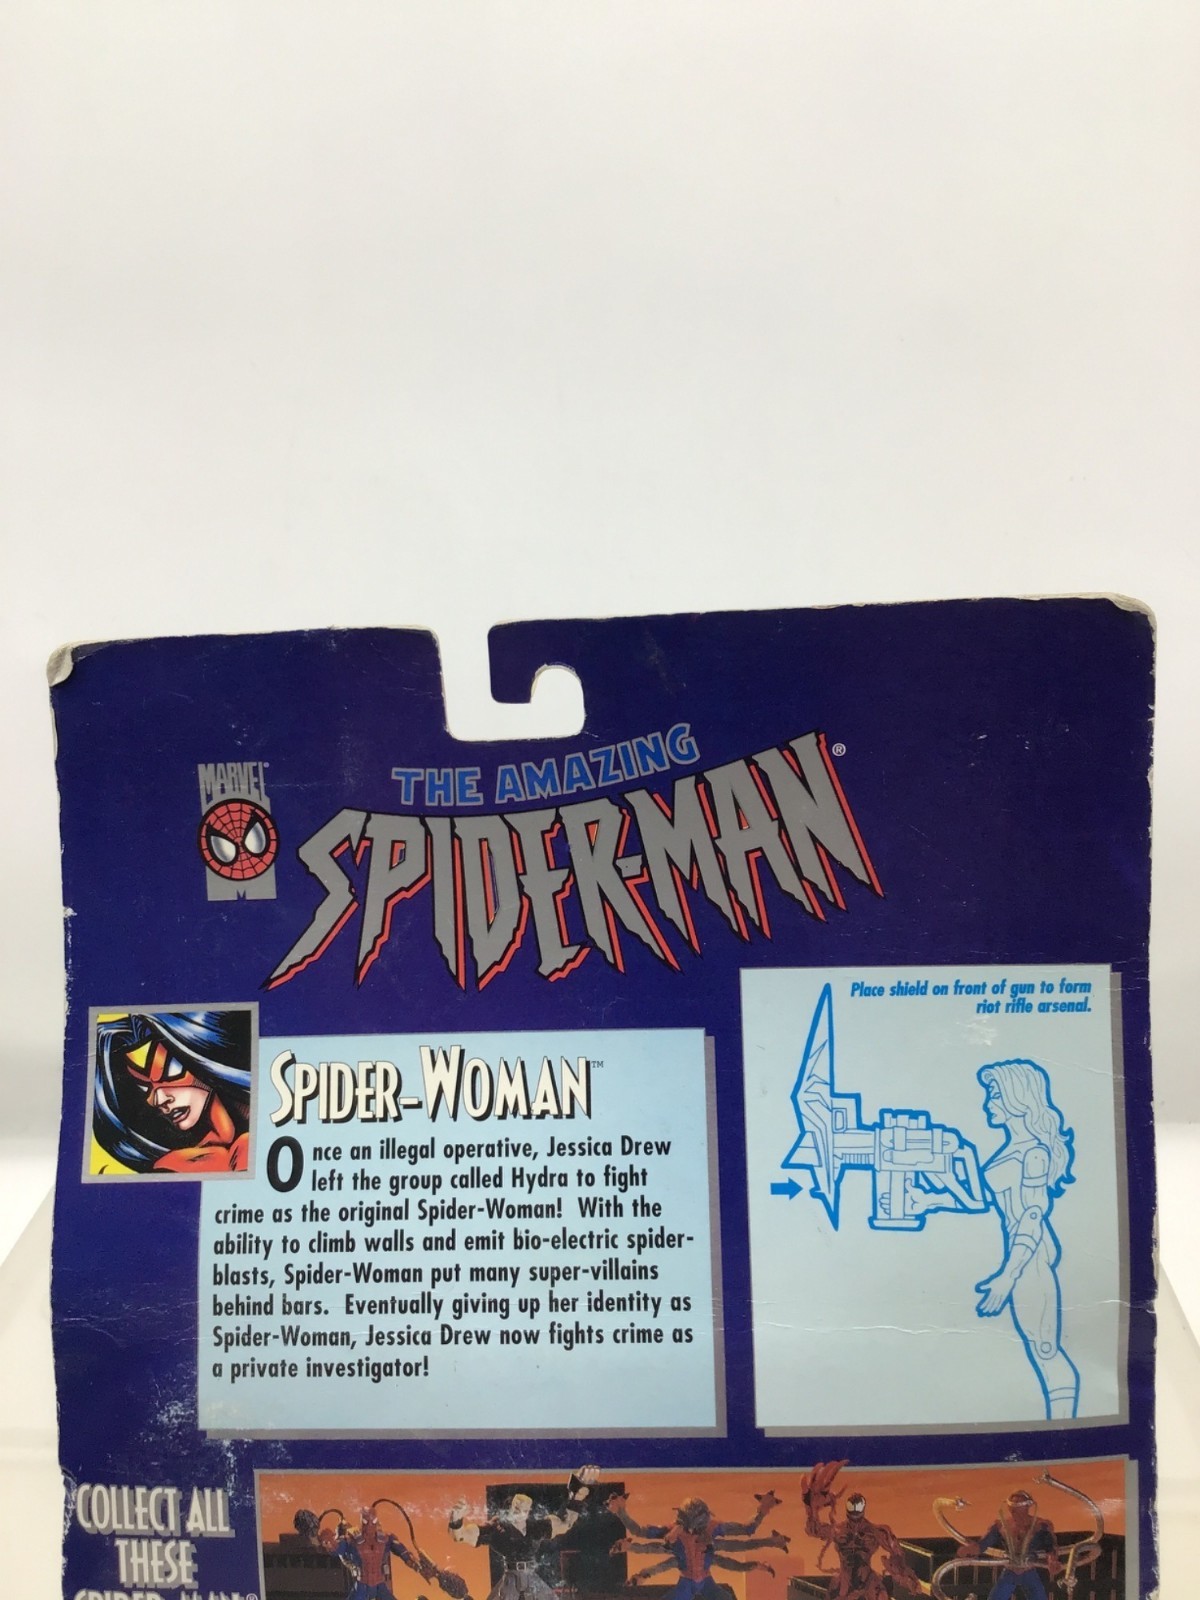 MARVEL
THE AMAZING
SPIDER-MAN®
Place shield on front of gun to form
riot rifle arsenal.
SPIDER-WOMAN™
Once an illegal operative, Jessica Drew
left the group called Hydra to fight
crime as the original Spider-Woman! With the
ability to climb walls and emit bio-electric spider-
blasts, Spider-Woman put many super-villains
behind bars. Eventually giving up her identity as
Spider-Woman, Jessica Drew now fights crime as
a private investigator!
COLLECT ALL
THESE
SPIDER-MAN®